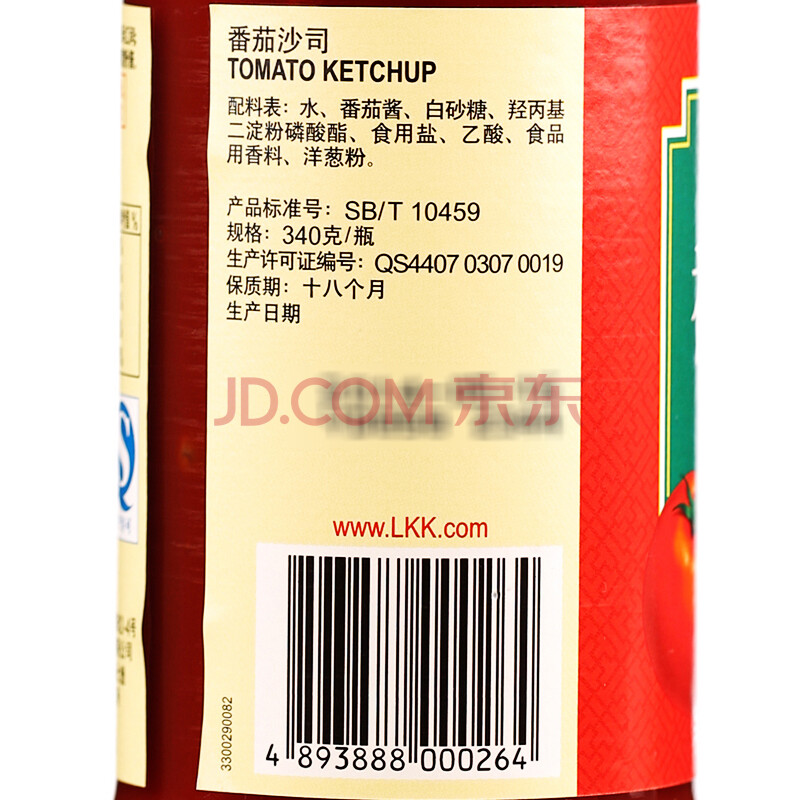 番茄沙司
TOMATO KETCHUP
配料表：水、番茄酱、白砂糖、羟丙基
二淀粉磷酸酯、食用盐、乙酸、食品
用香料、洋葱粉。
产品标准号：SB/T 10459
规格：340克/瓶
生产许可证编号：QS4407 0307 0019
保质期：十八个月
生产日期
JD.COM 京东
www.LKK.com
3300290082
4 893888 000264